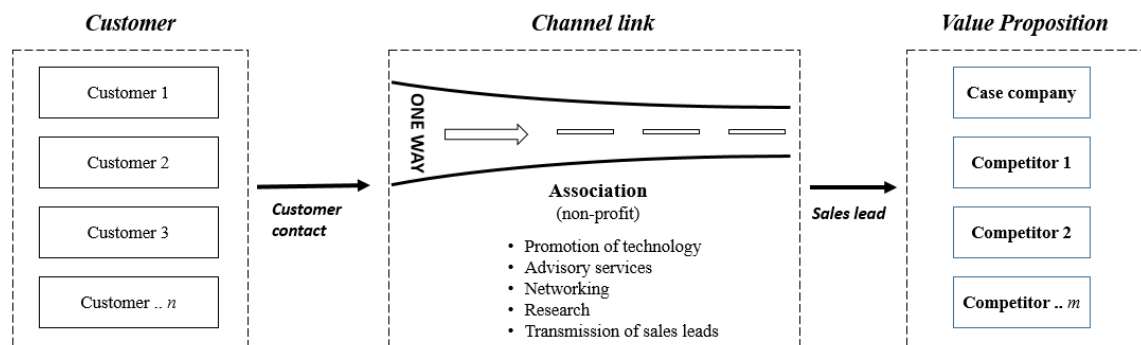 Customer
Customer 1
Customer 2
Customer 3
Customer .. n
Customer
contact
Channel link
ONE WAY
Association
(non-profit)
• Promotion of technology
• Advisory services
• Networking
• Research
• Transmission of sales leads
Sales lead
Value Proposition
Case company
Competitor 1
Competitor 2
Competitor .. m